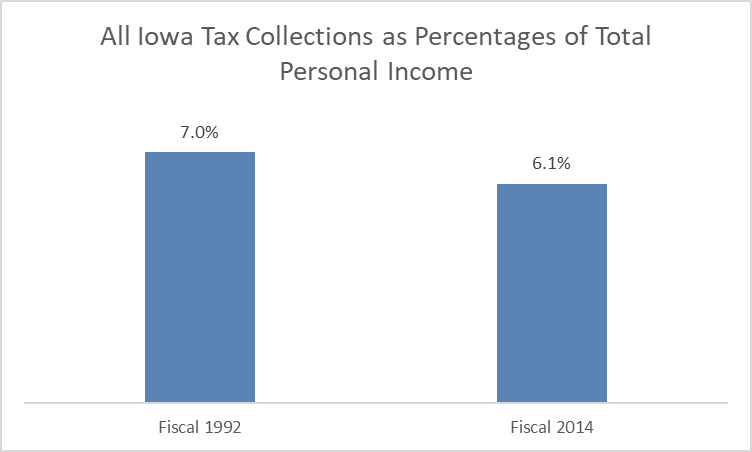 All Iowa Tax Collections as Percentages of Total
Personal Income
7.0%
6.1%
Fiscal 1992
Fiscal 2014